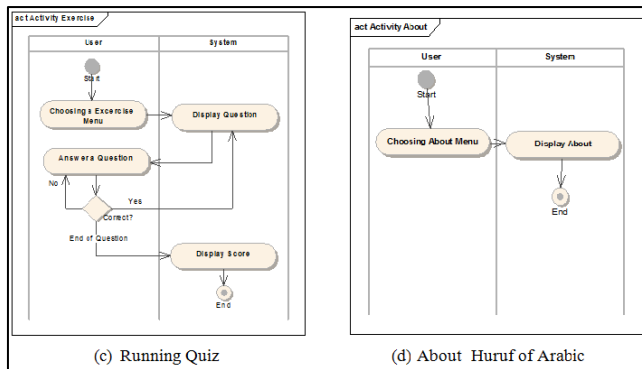 act Activity Exercise
User
System
Start
Choosing a Excercise
Menu
Display Question
Answer a Question
No
Yes
Correct?
End of Question
Display Score
End
(c) Running Quiz
act Activity About
User
System
Start
Choosing About Menu
Display About
End
(d) About Huruf of Arabic